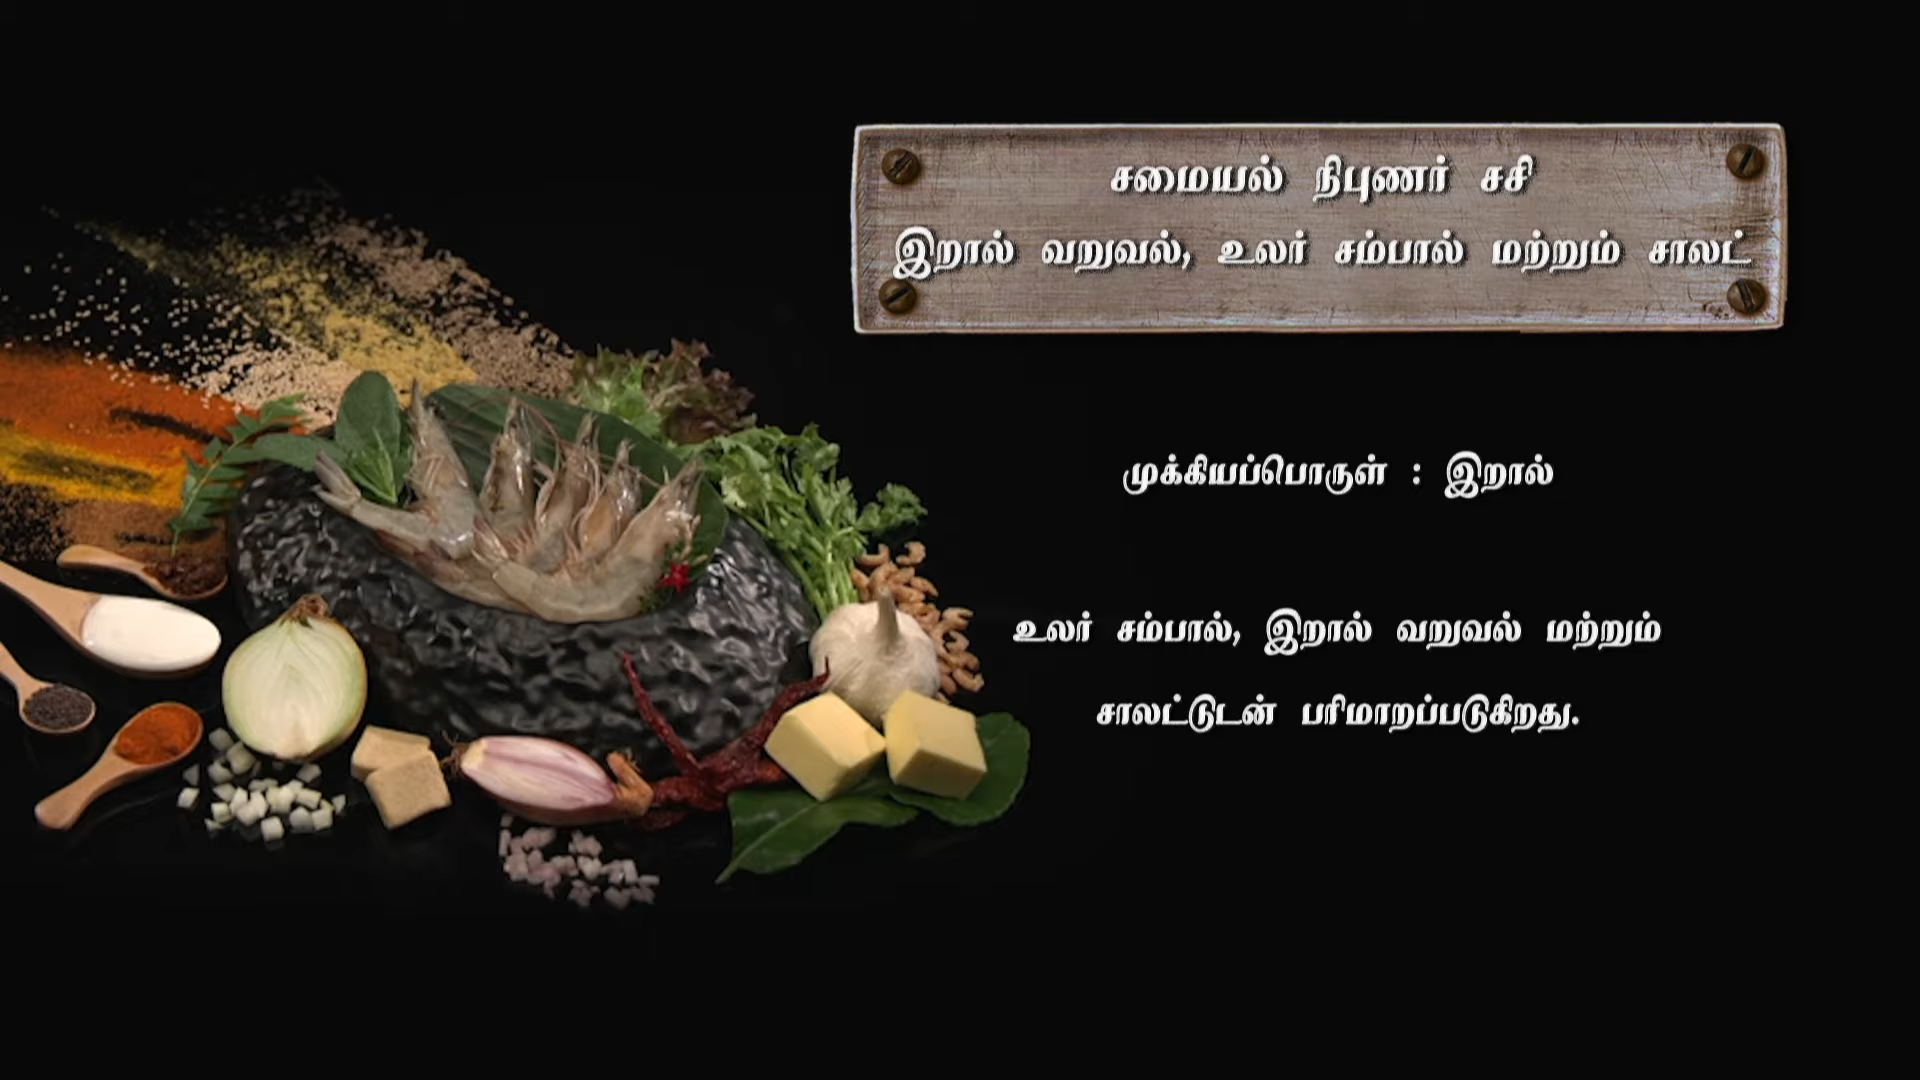 சமையல் நிபுணர் சசி
இறால் வறுவல், உலர் சம்பால் மற்றும் சாலட்
முக்கியப்பொருள் : இறால்
உலர் சம்பால், இறால் வறுவல் மற்றும்
சாலட்டுடன் பரிமாறப்படுகிறது.